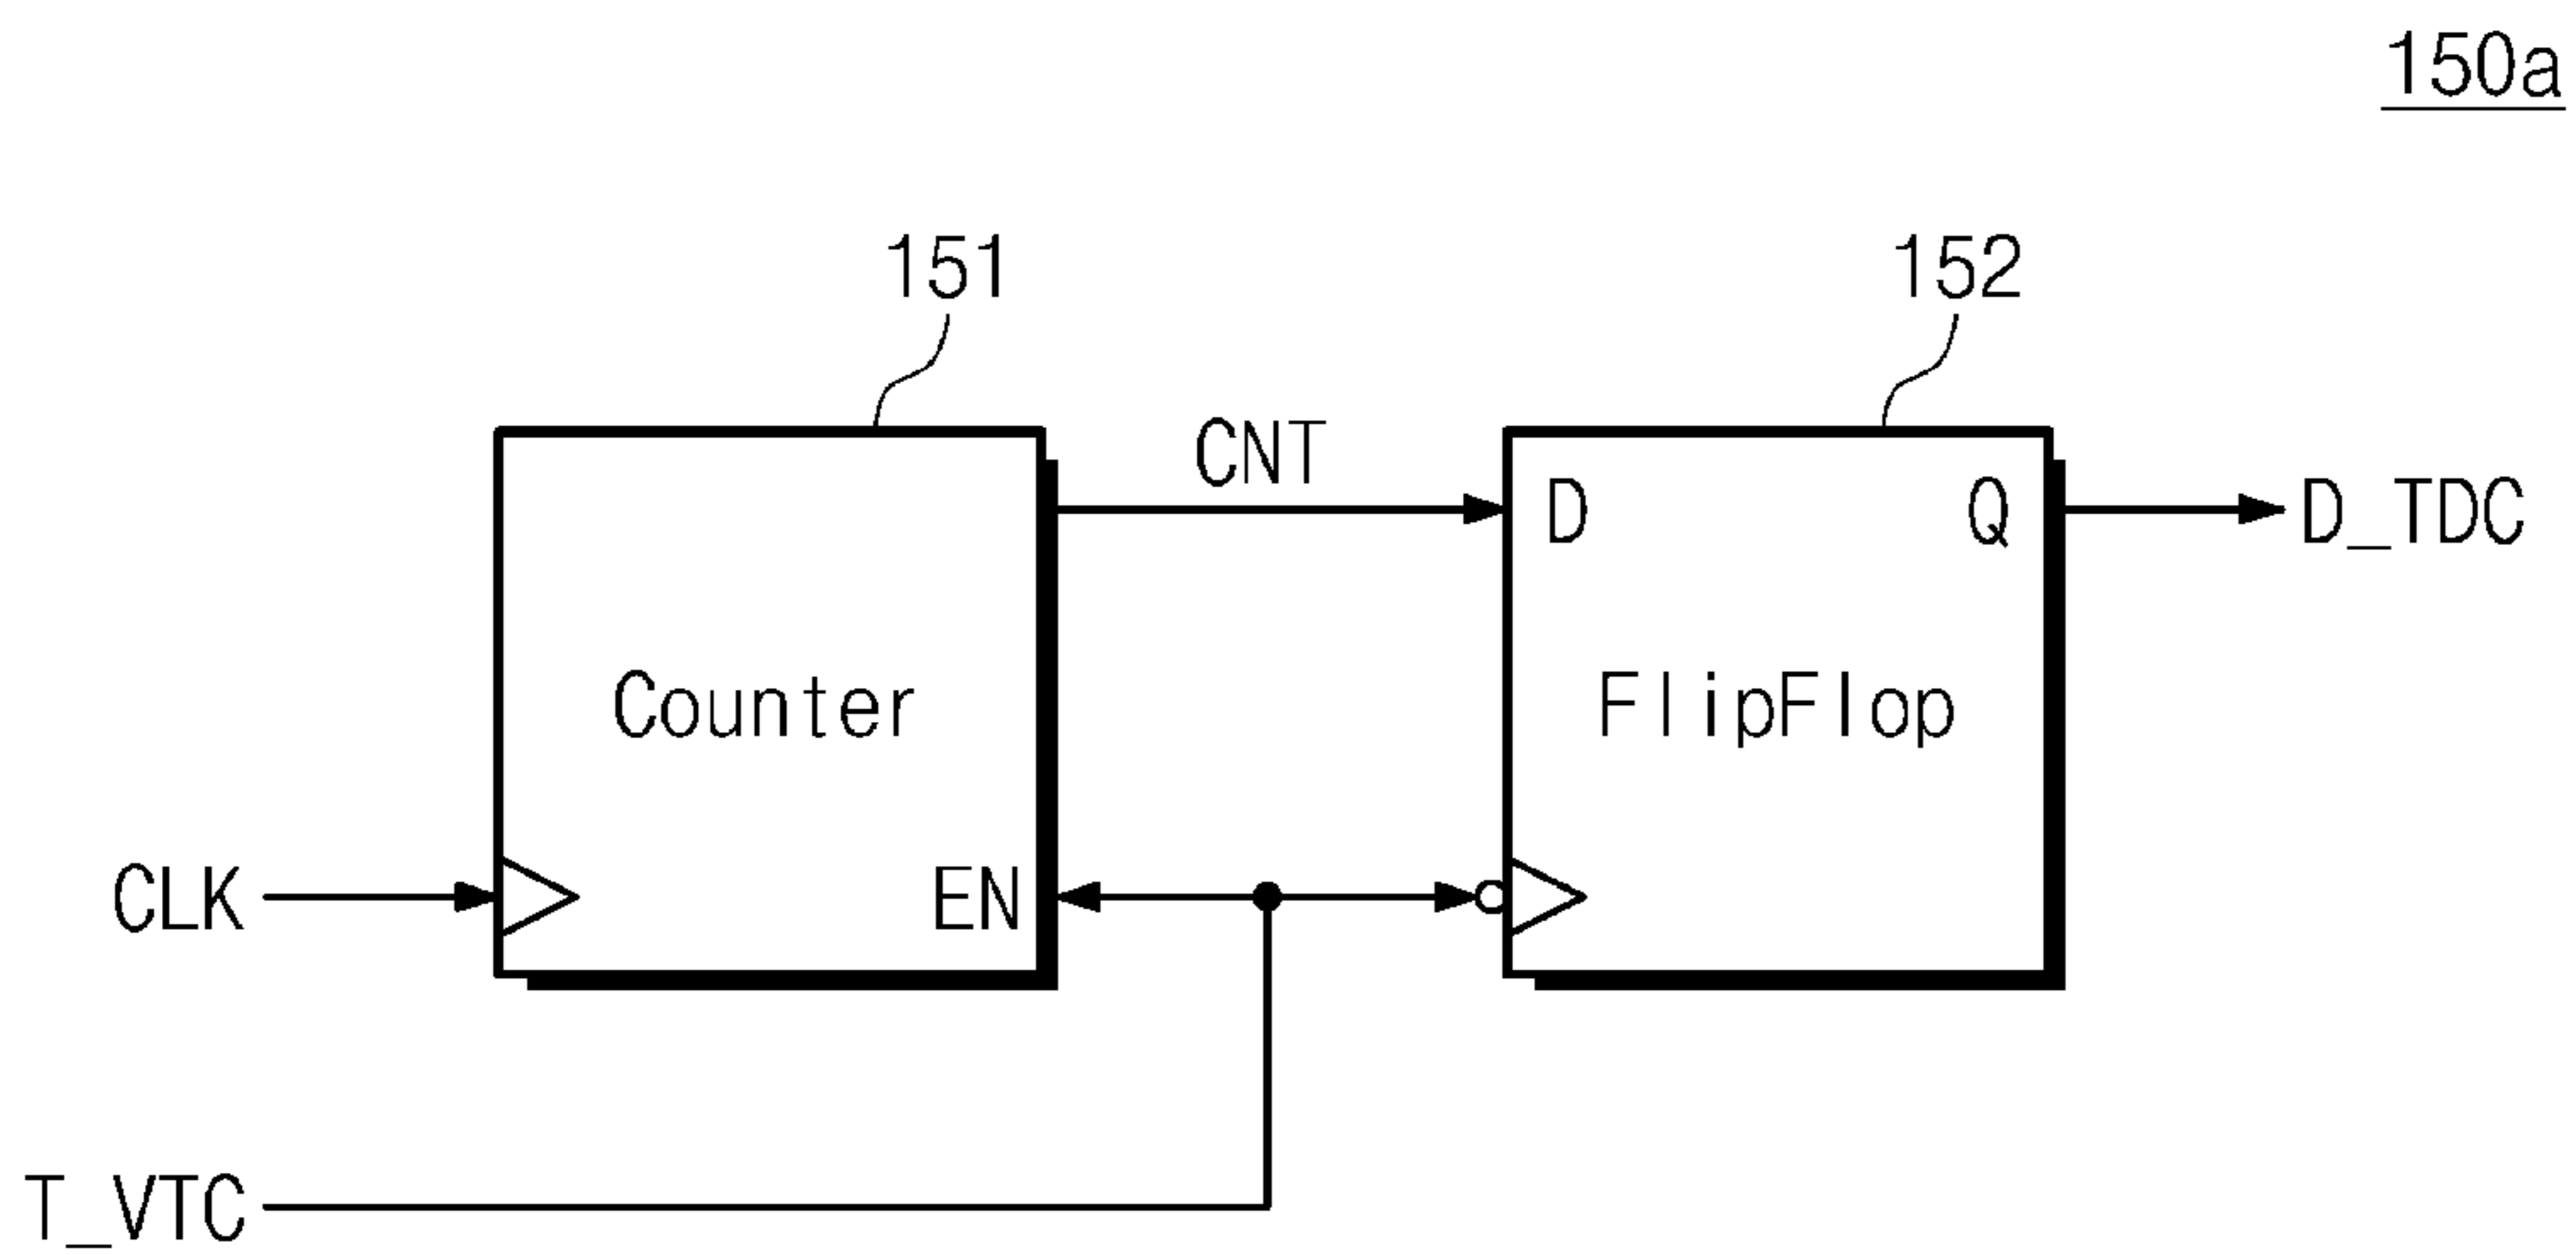 150a
151
152
CNT
D
Q
D_TDC
Counter
FlipFlop
CLK
EN
T_VTC